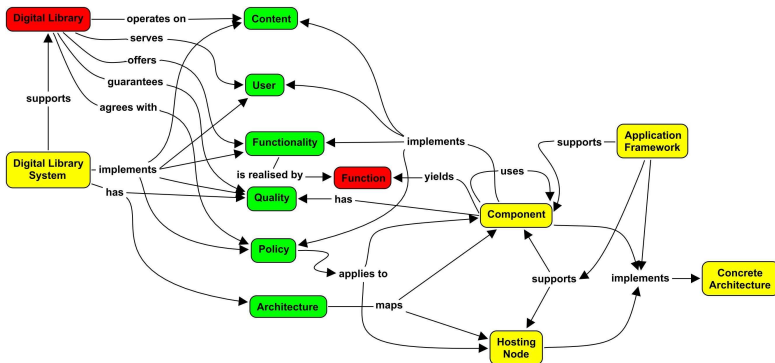 Digital Library
operates on
Content
serves
offers
User
guarantees
supports
agrees with
Functionality
implements
Application
Framework
supports
Digital Library
System
implements
uses
is realised by
Function
yields
has
Quality
has
Component
Policy
applies to
supports
implements
Concrete
Architecture
Architecture
maps
Hosting
Node